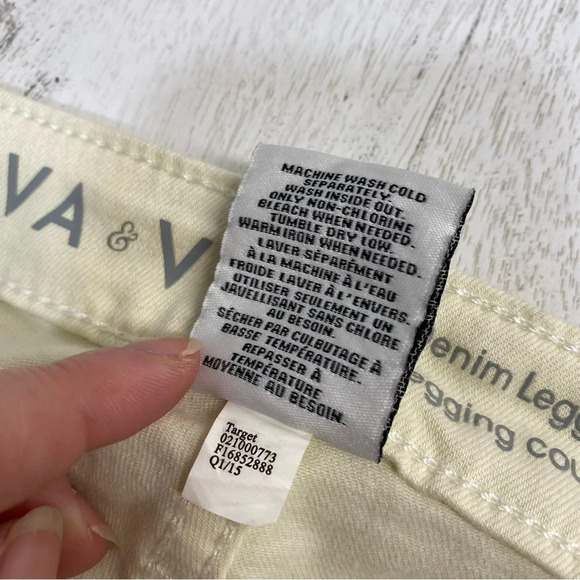 VA & V
MACHINE WASH COLD
SEPARATELY.
WASH INSIDE OUT.
ONLY NON-CHLORINE
BLEACH WHEN NEEDED.
TUMBLE DRY LOW.
WARM IRON WHEN NEEDED.
LAVER SÉPARÉMENT
À LA MACHINE À L'EAU
FROIDE LAVER À L'ENVERS.
UTILISER SEULEMENT UN
JAVELLISANT SANS CHLORE
AU BESOIN.
SÉCHER PAR CULBUTAGE À
BASSE TEMPÉRATURE.
REPASSER À
TEMPÉRATURE
MOYENNE AU BESOIN.
enim Legg
egging cou
Target
021000773
F16852888
Q1/15